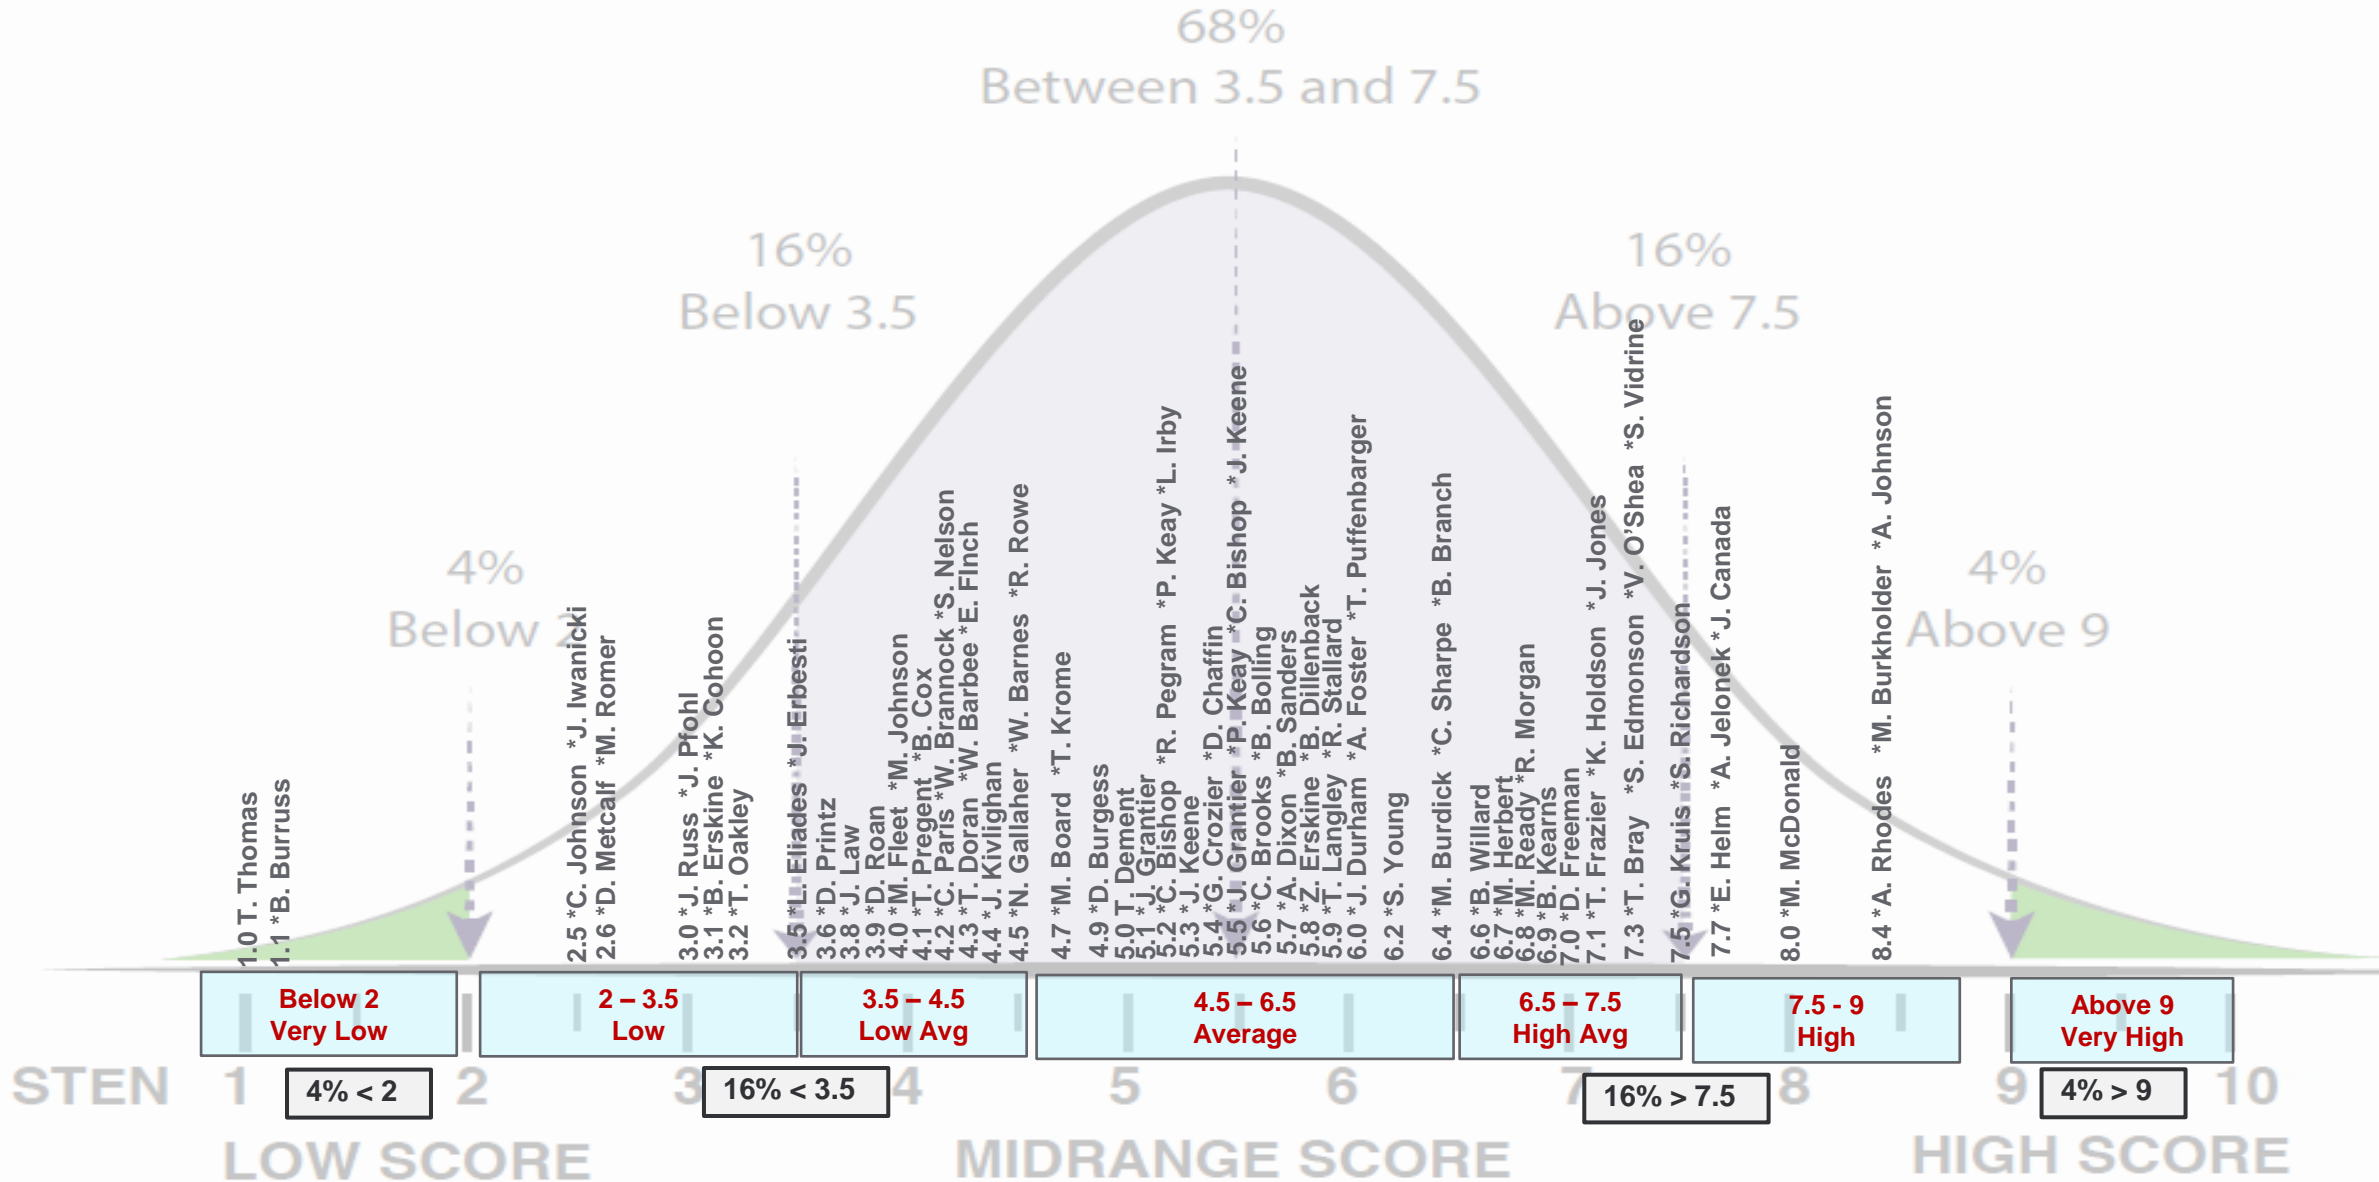 68%
Between 3.5 and 7.5
16%
Below 3.5
16%
Above 7.5
4%
Below 2
4%
Above 9
1.0 T. Thomas
1.1 *B. Burruss
2.5 *C. Johnson *J. Iwanicki
2.6 *D. Metcalf *M. Romer
3.0 *J. Russ *J. Pfohl
3.1 *B. Erskine *K. Cohoon
3.2 *T. Oakley
3.5 *L. Eliades *J. Erbesti
3.6 *D. Printz
3.8 *J. Law
3.9 *D. Roan
4.0 *M. Fleet *M. Johnson
4.1 *T. Pregent *B. Cox
4.2 *C. Paris *W. Brannock *S. Nelson
4.3 *T. Doran *W. Barbee *E. FInch
4.4 *J. Kivlighan
4.5 *N. Gallaher *W. Barnes *R. Rowe
4.7 *M. Board *T. Krome
4.9 *D. Burgess
5.0 T. Dement
5.1 *J. Grantier
5.2 *C. Bishop *R. Pegram *P. Keay *L. Irby
5.3 *J. Keene
5.4 *G. Crozier *D. Chaffin
5.5 *J. Grantier *P. Keay *C. Bishop *J. Keene
5.6 *C. Brooks *B. Bolling
5.7 *A. Dixon *B. Sanders
5.8 *Z. Erskine *B. Dillenback
5.9 *T. Langley *R. Stallard
6.0 *J. Durham *A. Foster *T. Puffenbarger
6.2 *S. Young
6.4 *M. Burdick *C. Sharpe *B. Branch
6.6 *B. Willard
6.7 *M. Herbert
6.8 *M. Ready *R. Morgan
6.9 *B. Kearns
7.0 *D. Freeman
7.1 *T. Frazier *K. Holdson *J. Jones
7.3 *T. Bray *S. Edmonson *V. O'Shea *S. Vidrine
7.5 *G. Kruis *S. Richardson
7.7 *E. Helm *A. Jelonek *J. Canada
8.0 *M. McDonald
8.4 *A. Rhodes *M. Burkholder *A. Johnson
Below 2
Very Low
2 – 3.5
Low
3.5 – 4.5
Low Avg
4.5 – 6.5
Average
6.5 – 7.5
High Avg
7.5 - 9
High
Above 9
Very High
STEN 1 2 3 4 5 6 7 8 9 10
4% < 2
16% < 3.5
16% > 7.5
4% > 9
LOW SCORE
MIDRANGE SCORE
HIGH SCORE